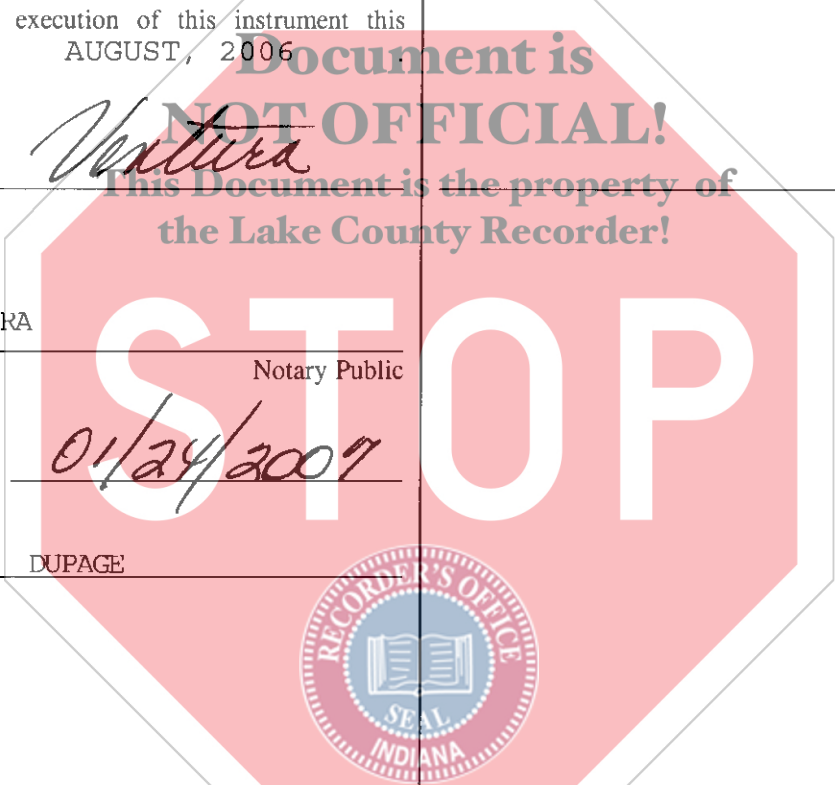 execution of this instrument this
AUGUST, 2006 .
Document is
NOT OFFICIAL!
Ventura
This Document is the property of
the Lake County Recorder!
RA
STOP
Notary Public
01/24/2007
DUPAGE
RECORDER'S OFFICE
SEAL
INDIANA